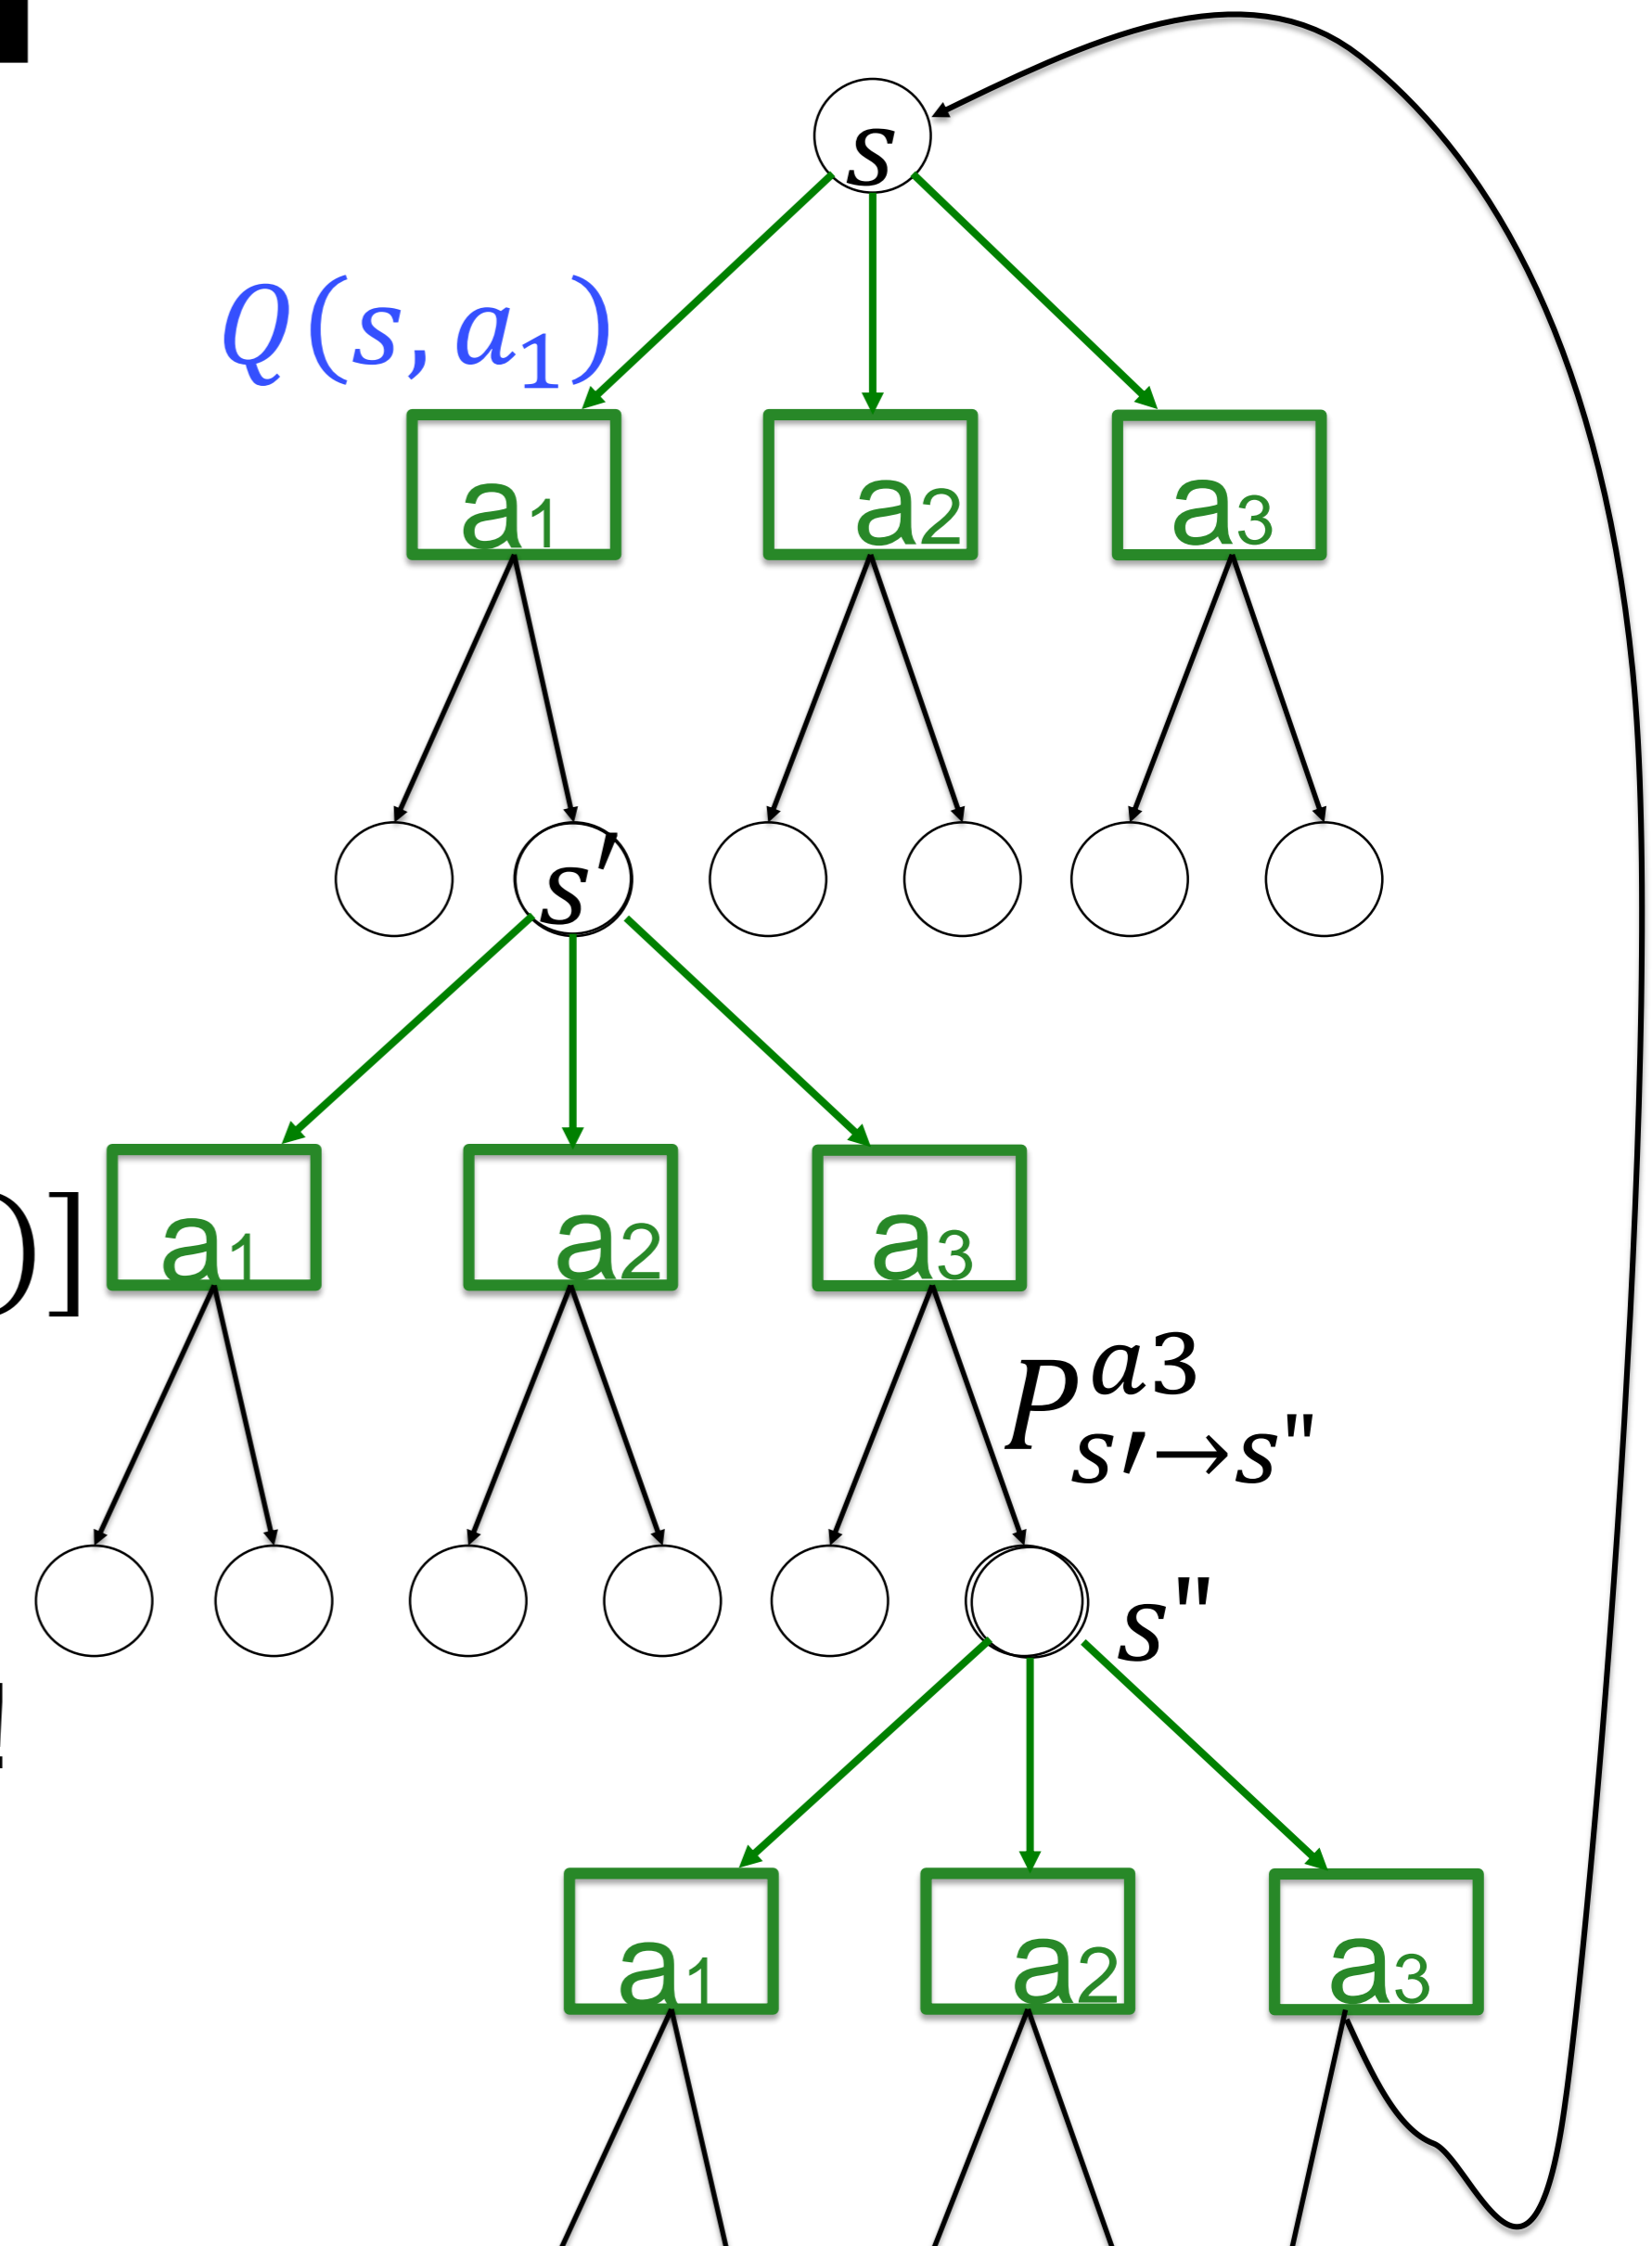 s
Q(s, a₁)
a1 a2 a3
s′
)] a1 a2 a3
P^{a3}_{s′→s"}
s"
a1 a2 a3